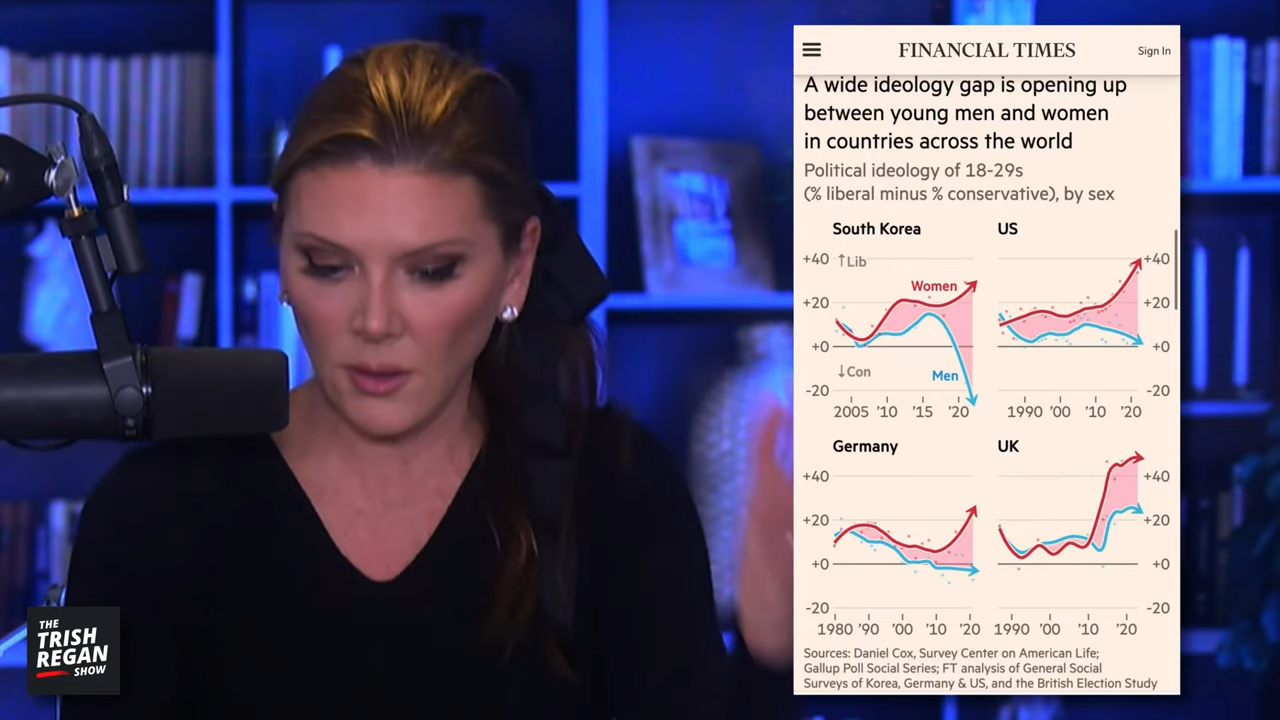 FINANCIAL TIMES
Sign In
A wide ideology gap is opening up
between young men and women
in countries across the world
Political ideology of 18-29s
(% liberal minus % conservative), by sex
South Korea
+40
↑Lib
Women
+20
+0
↓Con
Men
-20
2005 '10 '15 '20
US
+40
+20
+0
-20
1990 '00 '10 '20
Germany
+40
+20
+0
-20
1980 '90 '00 '10 '20
UK
+40
+20
+0
-20
1990 '00 '10 '20
Sources: Daniel Cox, Survey Center on American Life;
Gallup Poll Social Series; FT analysis of General Social
Surveys of Korea, Germany & US, and the British Election Study
THE
TRISH
REGAN
SHOW